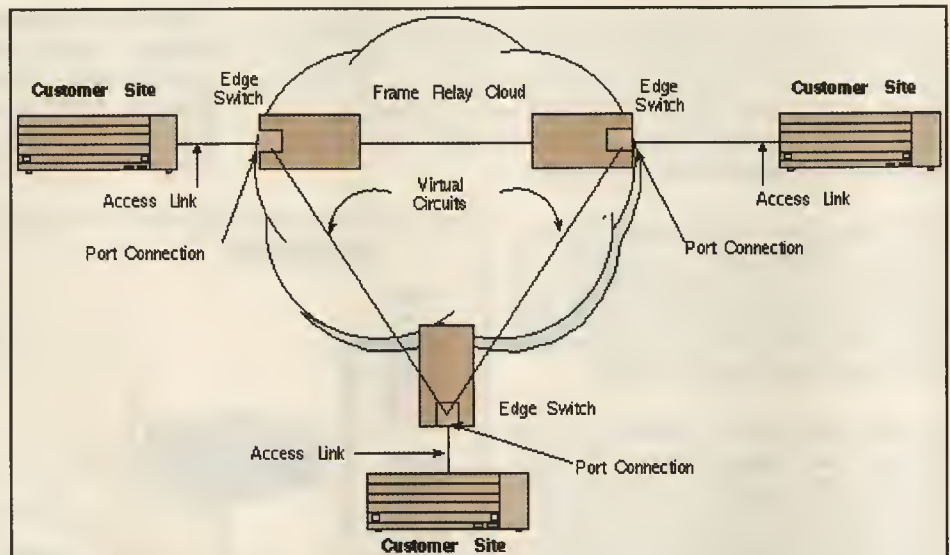 Edge
Switch
Customer Site
Frame Relay Cloud
Edge
Switch
Customer Site
Access Link
Virtual
Circuits
Access Link
Port Connection
Port Connection
Edge Switch
Access Link
Port Connection
Customer Site